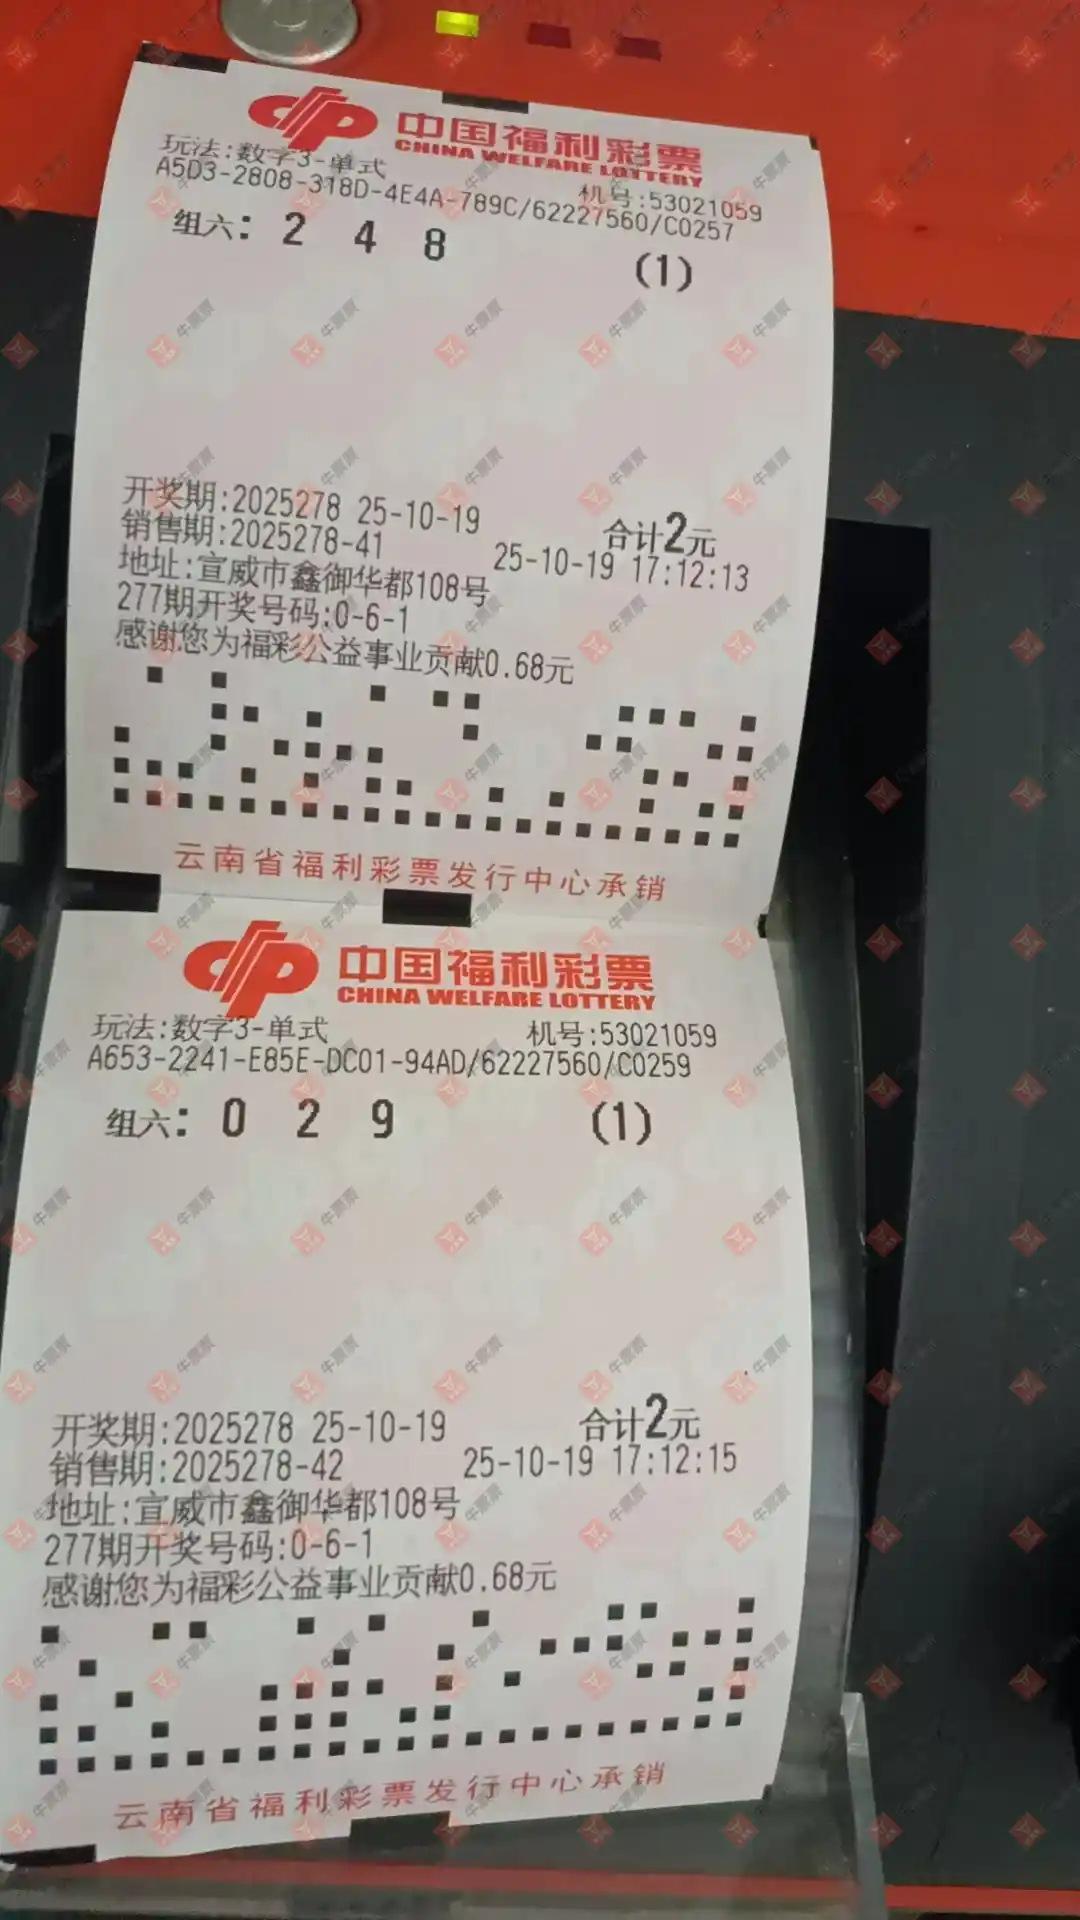 中国福利彩票
CHINA WELFARE LOTTERY
玩法:数字3-单式
机号:53021059
A5D3-2808-318D-4E4A-789C/62227560/C0257
组六: 2 4 8 (1)
开奖期:2025278 25-10-19
合计2元
销售期:2025278-41 25-10-19 17:12:13
地址:宣威市鑫御华都108号
277期开奖号码:0-6-1
感谢您为福彩公益事业贡献0.68元
云南省福利彩票发行中心承销
中国福利彩票
CHINA WELFARE LOTTERY
玩法:数字3-单式 机号:53021059
A653-2241-E85E-DC01-94AD/62227560/C0259
组六: 0 2 9 (1)
开奖期:2025278 25-10-19 合计2元
销售期:2025278-42 25-10-19 17:12:15
地址:宣威市鑫御华都108号
277期开奖号码:0-6-1
感谢您为福彩公益事业贡献0.68元
云南省福利彩票发行中心承销
牛票票